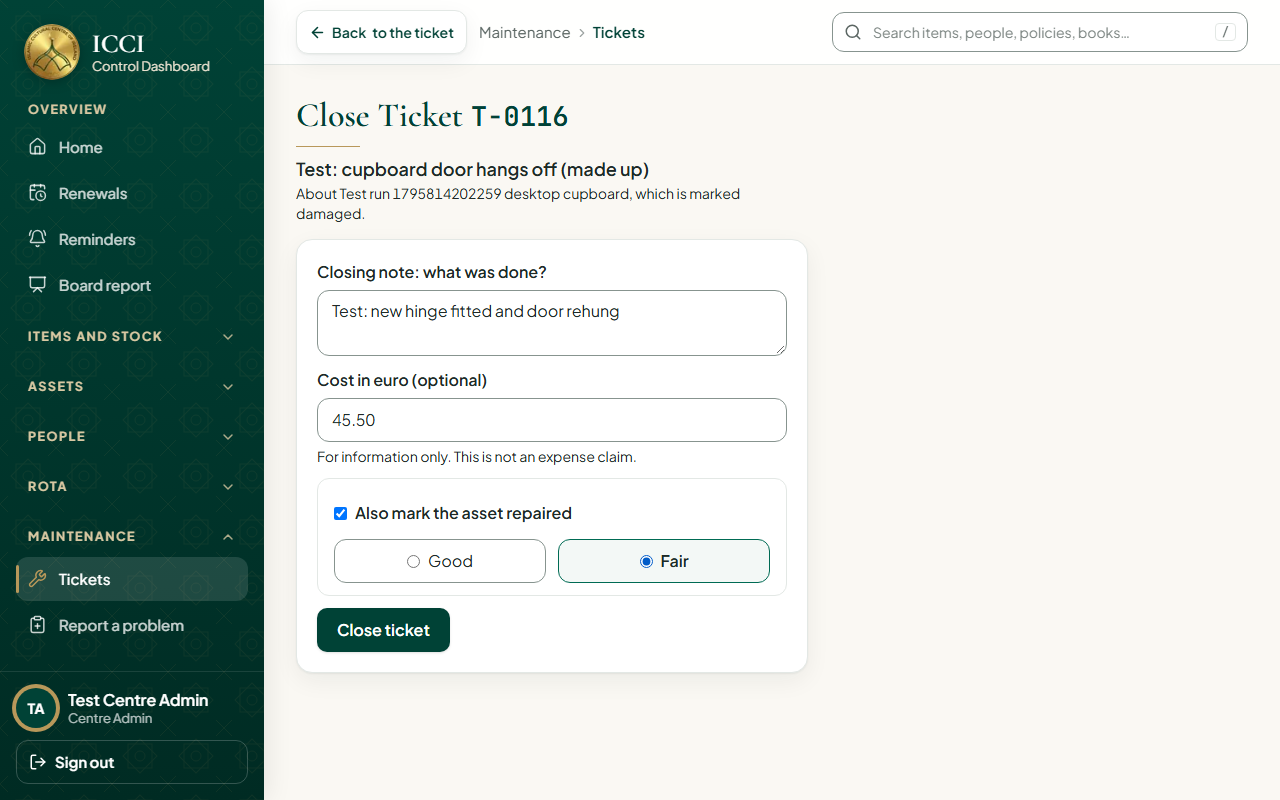 ICCI
Control Dashboard
OVERVIEW
Home
Renewals
Reminders
Board report
ITEMS AND STOCK
ASSETS
PEOPLE
ROTA
MAINTENANCE
Tickets
Report a problem
TA
Test Centre Admin
Centre Admin
Sign out
Back to the ticket
Maintenance > Tickets
Search items, people, policies, books… /
Close Ticket T-0116
Test: cupboard door hangs off (made up)
About Test run 1795814202259 desktop cupboard, which is marked
damaged.
Closing note: what was done?
Test: new hinge fitted and door rehung
Cost in euro (optional)
45.50
For information only. This is not an expense claim.
Also mark the asset repaired
Good
Fair
Close ticket